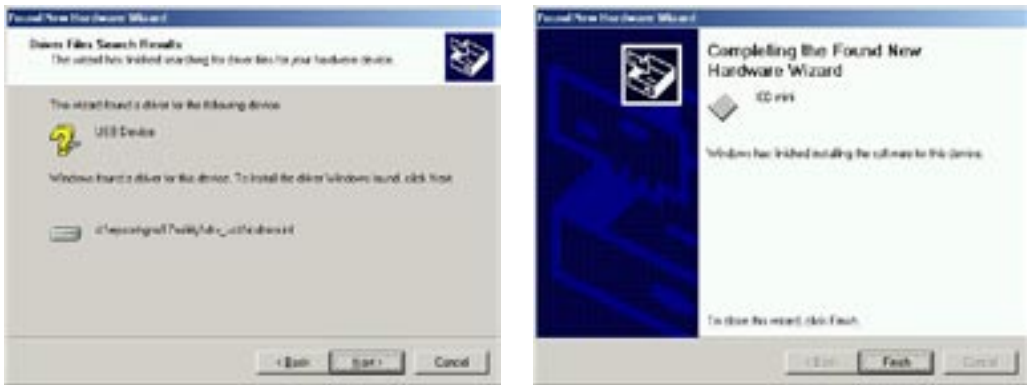 Found New Hardware Wizard
Driver Files Search Results
The wizard has finished searching for driver files for your hardware device.
The wizard found a driver for the following device:
USB Device
Windows found a driver for this device. To install the driver Windows found, click Next.
< Back Next > Cancel
Found New Hardware Wizard
Completing the Found New
Hardware Wizard
mini
Windows has finished installing the software for this device.
To close this wizard, click Finish.
< Back Finish Cancel